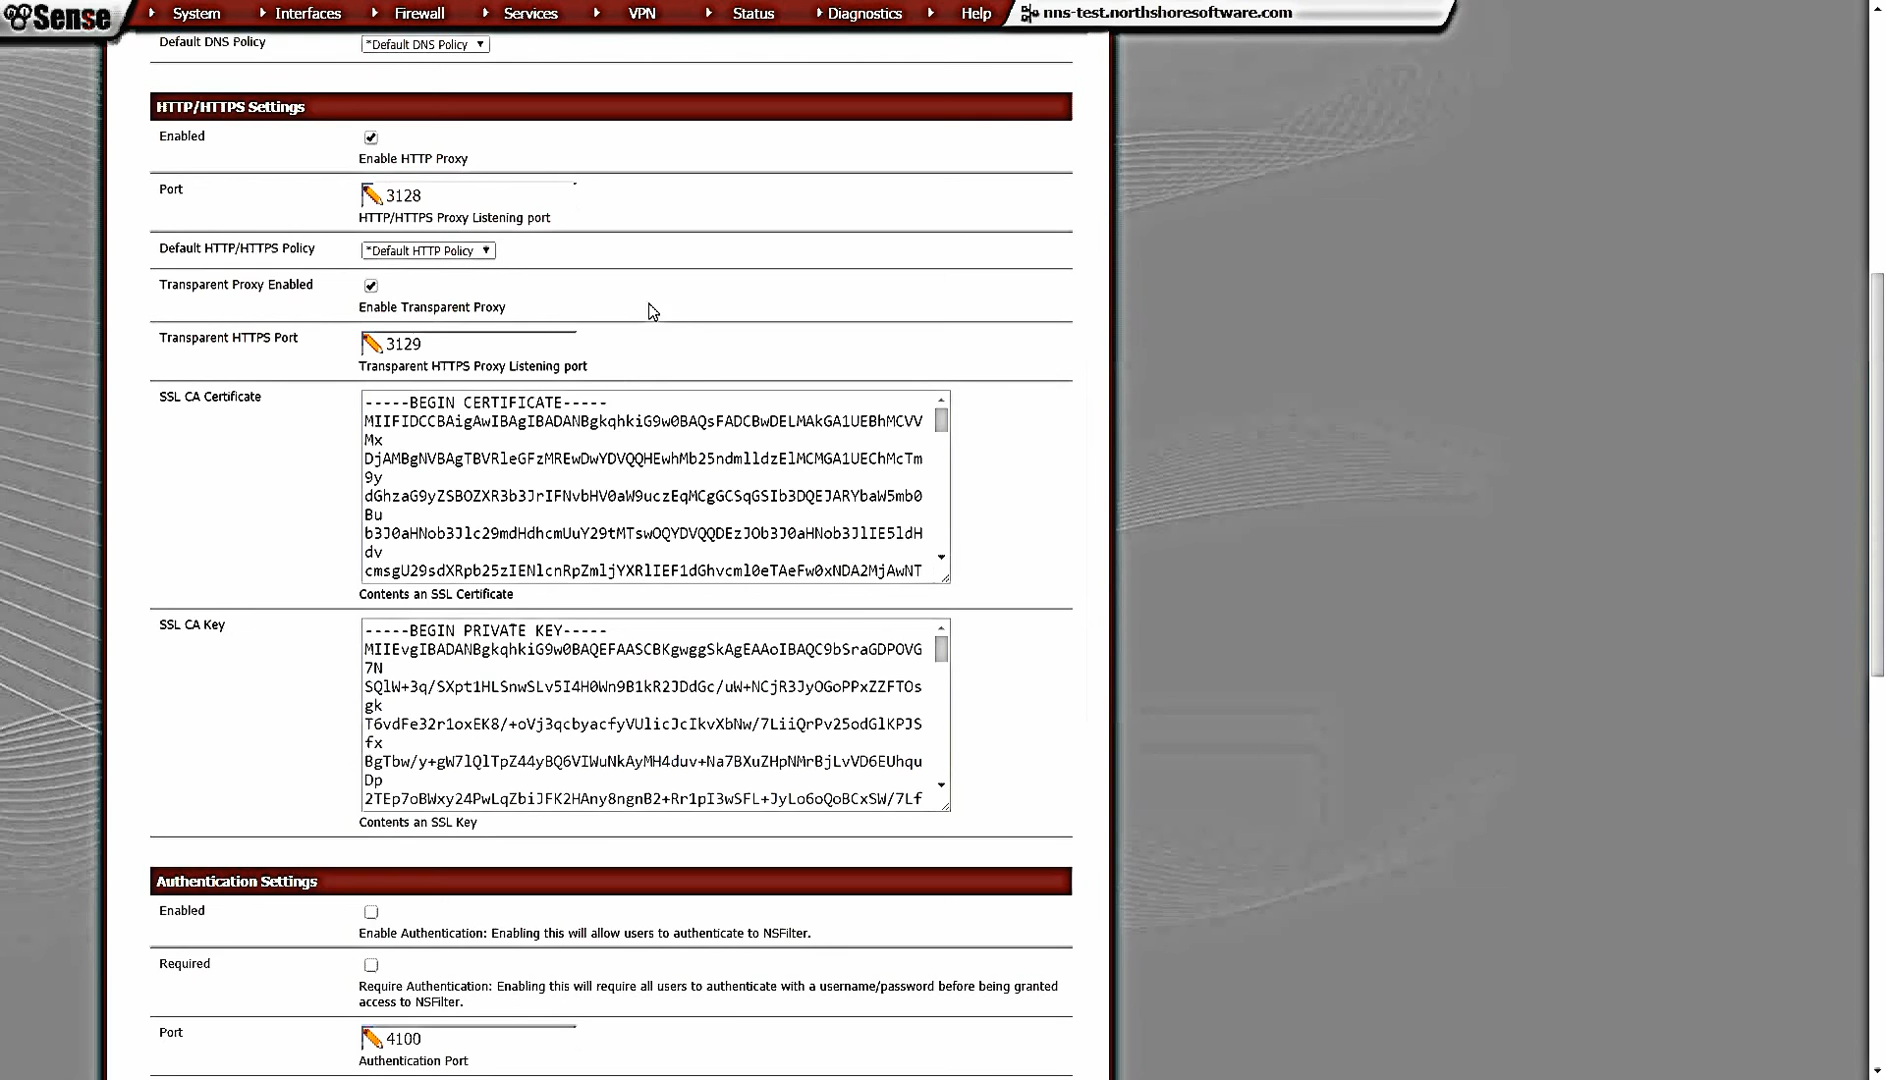 Sense
System
Interfaces
Firewall
Services
VPN
Status
Diagnostics
Help
nns-test.northshoresoftware.com
Default DNS Policy
*Default DNS Policy
HTTP/HTTPS Settings
Enabled
Enable HTTP Proxy
Port
3128
HTTP/HTTPS Proxy Listening port
Default HTTP/HTTPS Policy
*Default HTTP Policy
Transparent Proxy Enabled
Enable Transparent Proxy
Transparent HTTPS Port
3129
Transparent HTTPS Proxy Listening port
SSL CA Certificate
-----BEGIN CERTIFICATE-----
MIIFIDCCBAigAwIBAgIBADANBgkqhkiG9w0BAQsFADCBwDELMAkGA1UEBhMCVV
Mx
DjAMBgNVBAgTBVRleGFzMREwDwYDVQQHEwhMb25ndmlldzElMCMGA1UEChMcTm
9y
dGhzaG9yZSBOZXR3b3JrIFNvbHV0aW9uczEqMCgGCSqGSIb3DQEJARYbaW5mb0
Bu
b3J0aHNob3Jlc29mdHdhcmUuY29tMTswOQYDVQQDEzJOb3J0aHNob3JlIE5ldH
dv
cmsgU29sdXRpb25zIENlcnRpZmljYXRlIEF1dGhvcml0eTAeFw0xNDA2MjAwNT
Contents an SSL Certificate
SSL CA Key
-----BEGIN PRIVATE KEY-----
MIIEvgIBADANBgkqhkiG9w0BAQEFAASCBKgwggSkAgEAAoIBAQC9bSraGDPOVG
7N
SQlW+3q/SXpt1HLSnwSLv5I4H0Wn9B1kR2JDdGc/uW+NCjR3JyOGoPPxZZFTOs
gk
T6vdFe32r1oxEK8/+oVj3qcbyacfyVUlicJcIkvXbNw/7LiiQrPv25odGlKPJS
fx
BgTbw/y+gW7lQlTpZ44yBQ6VIWuNkAyMH4duv+Na7BXuZHpNMrBjLvVD6EUhqu
Dp
2TEp7oBWxy24PwLqZbiJFK2HAny8ngnB2+Rr1pI3wSFL+JyLo6oQoBCxSW/7Lf
Contents an SSL Key
Authentication Settings
Enabled
Enable Authentication: Enabling this will allow users to authenticate to NSFilter.
Required
Require Authentication: Enabling this will require all users to authenticate with a username/password before being granted
access to NSFilter.
Port
4100
Authentication Port